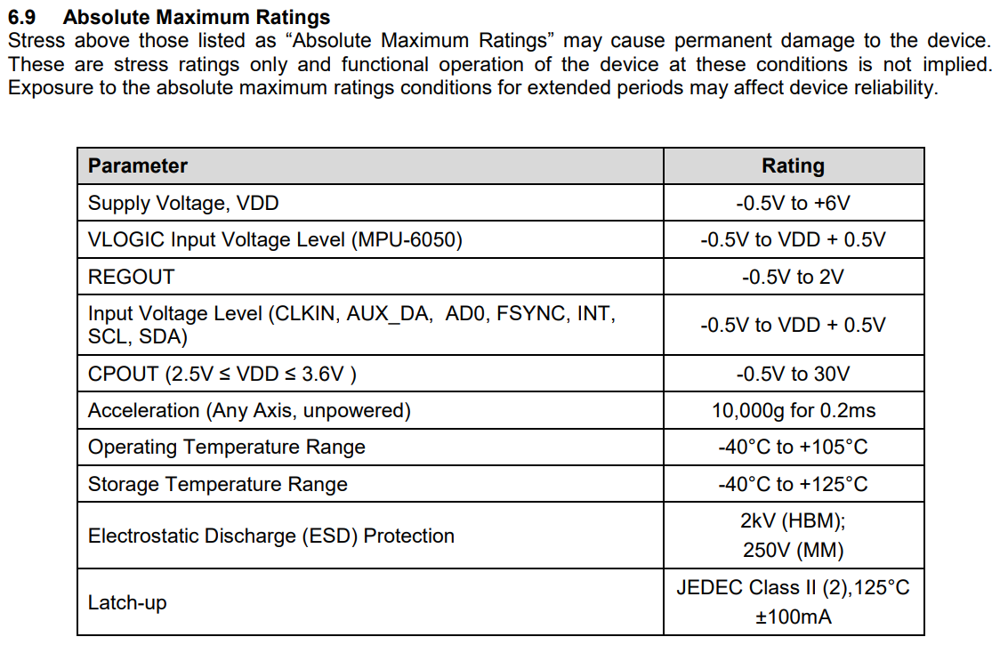 6.9 Absolute Maximum Ratings
Stress above those listed as “Absolute Maximum Ratings” may cause permanent damage to the device.
These are stress ratings only and functional operation of the device at these conditions is not implied.
Exposure to the absolute maximum ratings conditions for extended periods may affect device reliability.
Parameter Rating
Supply Voltage, VDD -0.5V to +6V
VLOGIC Input Voltage Level (MPU-6050) -0.5V to VDD + 0.5V
REGOUT -0.5V to 2V
Input Voltage Level (CLKIN, AUX_DA, AD0, FSYNC, INT,
SCL, SDA) -0.5V to VDD + 0.5V
CPOUT (2.5V ≤ VDD ≤ 3.6V ) -0.5V to 30V
Acceleration (Any Axis, unpowered) 10,000g for 0.2ms
Operating Temperature Range -40°C to +105°C
Storage Temperature Range -40°C to +125°C
Electrostatic Discharge (ESD) Protection 2kV (HBM);
250V (MM)
Latch-up JEDEC Class II (2),125°C
±100mA